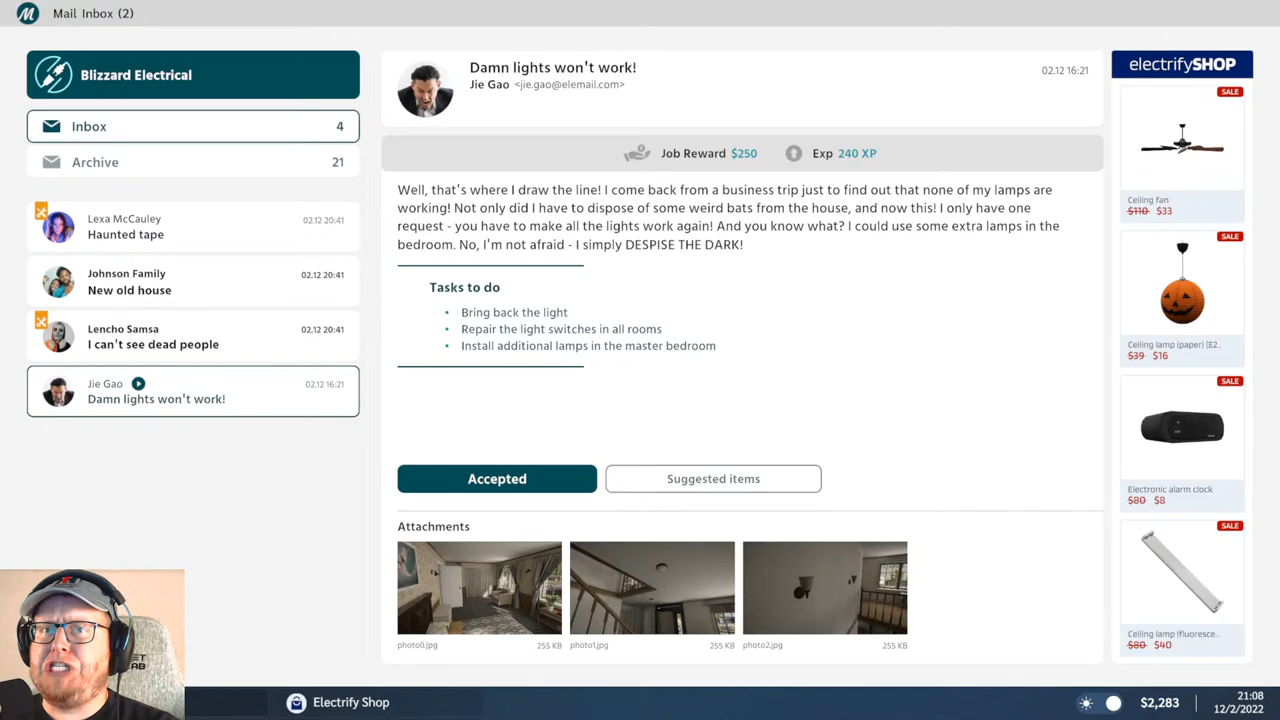 Mail Inbox (2)
Blizzard Electrical
Inbox 4
Archive 21
Lexa McCauley 02.12 20:41
Haunted tape
Johnson Family 02.12 20:41
New old house
Lencho Samsa 02.12 20:41
I can't see dead people
Jie Gao 02.12 16:21
Damn lights won't work!
Damn lights won't work!
02.12 16:21
Jie Gao <jie.gao@elemail.com>
Job Reward $250 Exp 240 XP
Well, that's where I draw the line! I come back from a business trip just to find out that none of my lamps are
working! Not only did I have to dispose of some weird bats from the house, and now this! I only have one
request - you have to make all the lights work again! And you know what? I could use some extra lamps in the
bedroom. No, I'm not afraid - I simply DESPISE THE DARK!
Tasks to do
• Bring back the light
• Repair the light switches in all rooms
• Install additional lamps in the master bedroom
Accepted Suggested items
Attachments
photo0.jpg 255 KB photo1.jpg 255 KB photo2.jpg 255 KB
electrifySHOP
SALE
Ceiling fan
$110 $33
SALE
Ceiling lamp (paper) [E2..
$39 $16
SALE
Electronic alarm clock
$80 $8
SALE
Ceiling lamp (fluoresce..
$80 $40
Electrify Shop
$2,283
21:08
12/2/2022